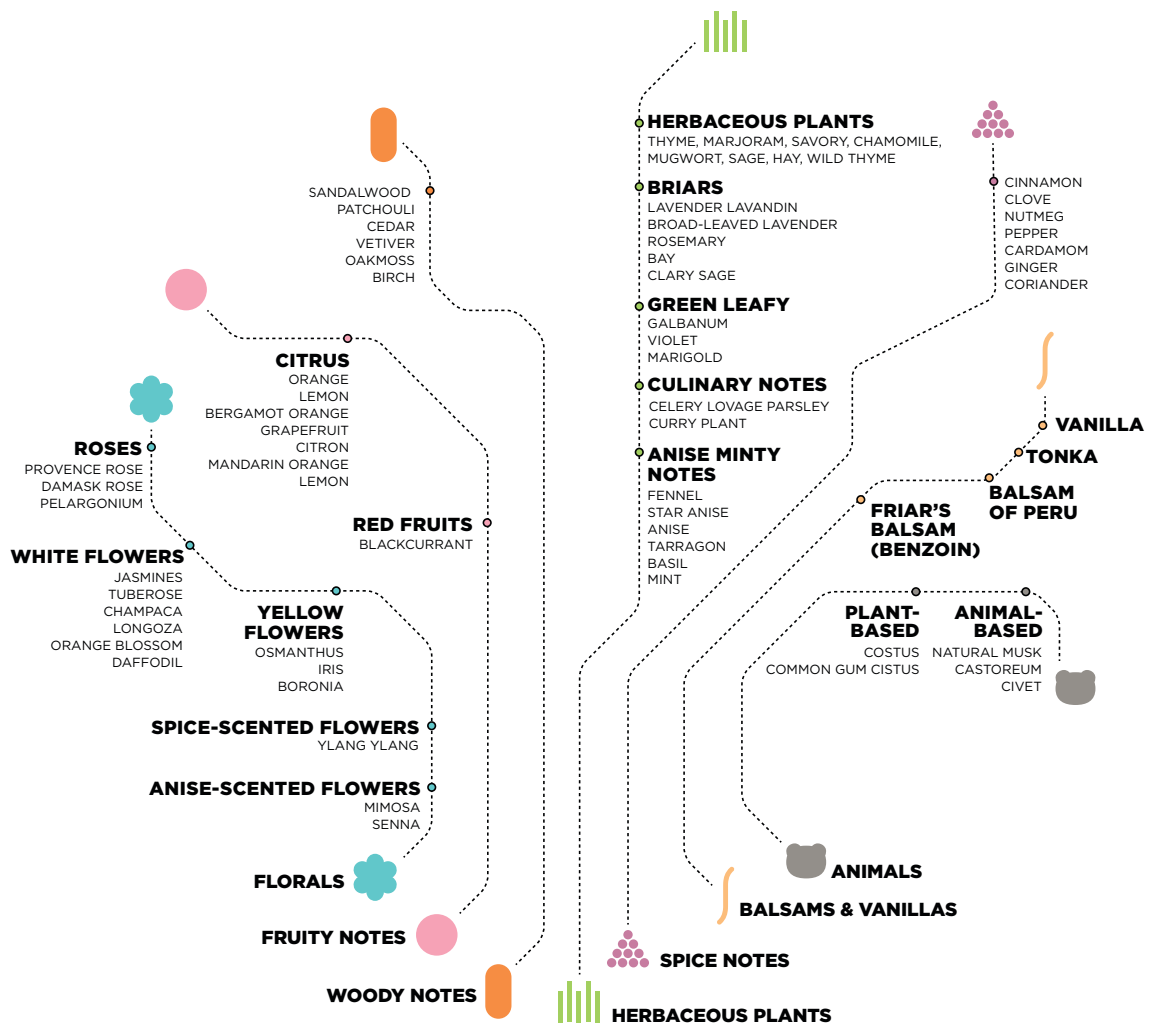 HERBACEOUS PLANTS
THYME, MARJORAM, SAVORY, CHAMOMILE,
MUGWORT, SAGE, HAY, WILD THYME
BRIARS
LAVENDER LAVANDIN
BROAD-LEAVED LAVENDER
ROSEMARY
BAY
CLARY SAGE
GREEN LEAFY
GALBANUM
VIOLET
MARIGOLD
CULINARY NOTES
CELERY LOVAGE PARSLEY
CURRY PLANT
ANISE MINTY
NOTES
FENNEL
STAR ANISE
ANISE
TARRAGON
BASIL
MINT
SANDALWOOD
PATCHOULI
CEDAR
VETIVER
OAKMOSS
BIRCH
CITRUS
ORANGE
LEMON
BERGAMOT ORANGE
GRAPEFRUIT
CITRON
MANDARIN ORANGE
LEMON
RED FRUITS
BLACKCURRANT
ROSES
PROVENCE ROSE
DAMASK ROSE
PELARGONIUM
WHITE FLOWERS
JASMINES
TUBEROSE
CHAMPACA
LONGOZA
ORANGE BLOSSOM
DAFFODIL
YELLOW
FLOWERS
OSMANTHUS
IRIS
BORONIA
SPICE-SCENTED FLOWERS
YLANG YLANG
ANISE-SCENTED FLOWERS
MIMOSA
SENNA
CINNAMON
CLOVE
NUTMEG
PEPPER
CARDAMOM
GINGER
CORIANDER
VANILLA
TONKA
BALSAM
OF PERU
FRIAR'S
BALSAM
(BENZOIN)
PLANT-
BASED
COSTUS
COMMON GUM CISTUS
ANIMAL-
BASED
NATURAL MUSK
CASTOREUM
CIVET
FLORALS
FRUITY NOTES
WOODY NOTES
HERBACEOUS PLANTS
SPICE NOTES
BALSAMS & VANILLAS
ANIMALS